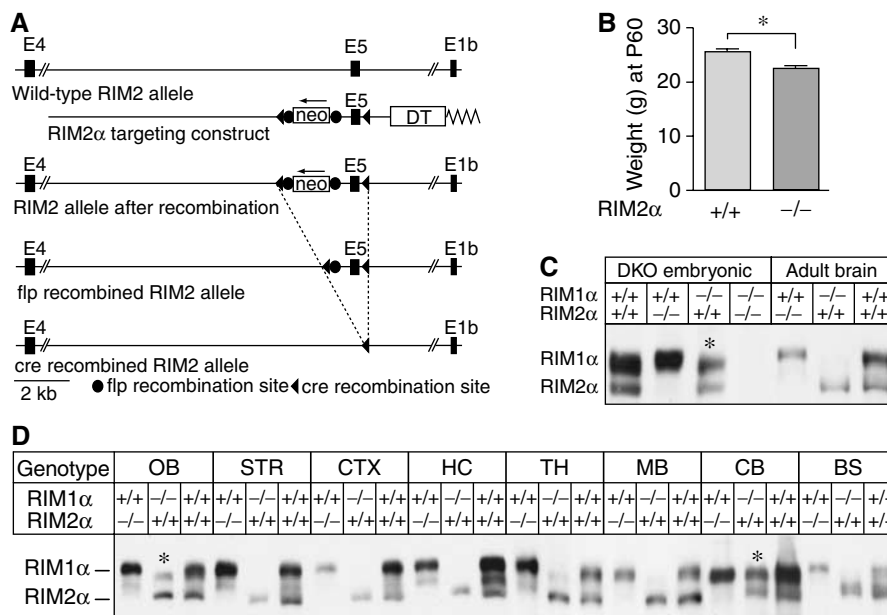 A
E4 E5 E1b
Wild-type RIM2 allele
neo E5 DT
RIM2α targeting construct
E4 neo E5 E1b
RIM2 allele after recombination
E4 E5 E1b
flp recombined RIM2 allele
E4 E1b
cre recombined RIM2 allele
2 kb flp recombination site cre recombination site
B
Weight (g) at P60
30
20
10
0
*
RIM2α +/+ −/−
C
DKO embryonic Adult brain
RIM1α +/+ +/+ −/− −/− +/+ −/− +/+
RIM2α +/+ −/− +/+ −/− −/− +/+ +/+
*
RIM1α
RIM2α
D
Genotype OB STR CTX HC TH MB CB BS
RIM1α +/+ −/− +/+ +/+ −/− +/+ +/+ −/− +/+ +/+ −/− +/+ +/+ −/− +/+ +/+ −/− +/+ +/+ −/− +/+ +/+ −/− +/+
RIM2α −/− +/+ +/+ −/− +/+ +/+ −/− +/+ +/+ −/− +/+ +/+ −/− +/+ +/+ −/− +/+ +/+ −/− +/+ +/+ −/− +/+ +/+
* *
RIM1α –
RIM2α –